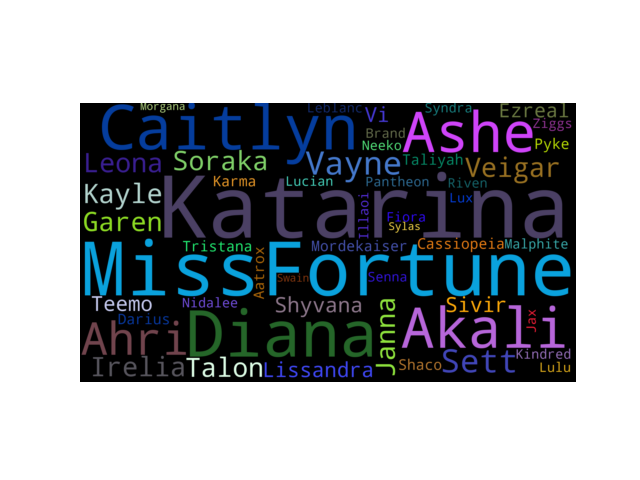 Morgana
Leblanc
Syndra
Ezreal
Caitlyn
Vi
Ashe
Ziggs
Brand
Neeko
Pyke
Leona
Soraka
Vayne
Taliyah
Veigar
Karma
Lucian
Pantheon
Riven
Kayle
Katarina
Lux
Illaoi
Garen
Fiora
Sylas
Tristana
Mordekaiser
Cassiopeia
Malphite
MissFortune
Aatrox
Swain
Senna
Teemo
Nidalee
Shyvana
Janna
Sivir
Darius
Diana
Akali
Jax
Ahri
Sett
Kindred
Irelia
Talon
Lissandra
Shaco
Lulu